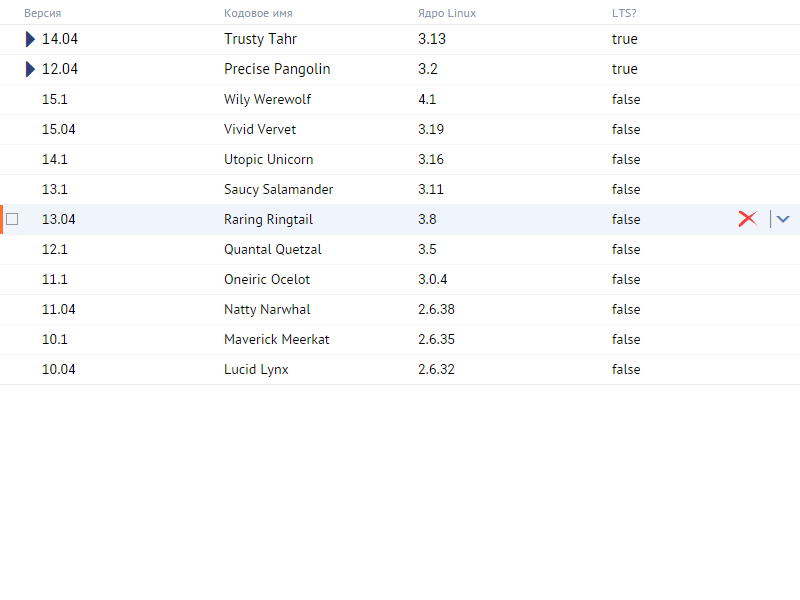 Версия Кодовое имя Ядро Linux LTS?
14.04 Trusty Tahr 3.13 true
12.04 Precise Pangolin 3.2 true
15.1 Wily Werewolf 4.1 false
15.04 Vivid Vervet 3.19 false
14.1 Utopic Unicorn 3.16 false
13.1 Saucy Salamander 3.11 false
13.04 Raring Ringtail 3.8 false
12.1 Quantal Quetzal 3.5 false
11.1 Oneiric Ocelot 3.0.4 false
11.04 Natty Narwhal 2.6.38 false
10.1 Maverick Meerkat 2.6.35 false
10.04 Lucid Lynx 2.6.32 false